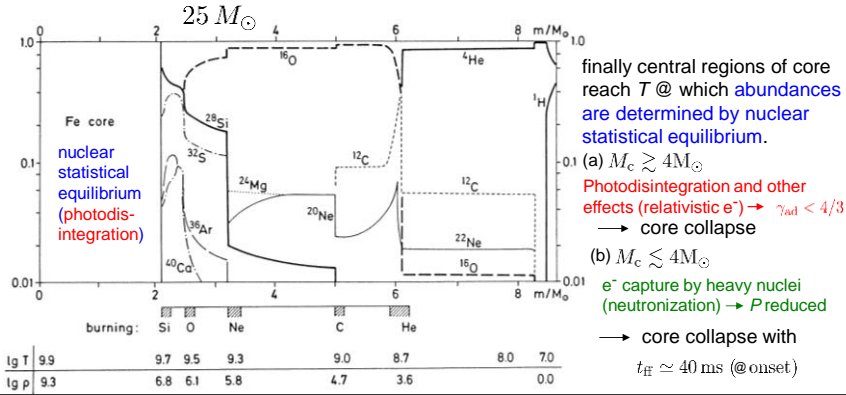 25 M☉
0 2 4 6 8 m/M☉
1.0 1.0
0.1 0.1
0.01 0.01
¹⁶O
⁴He
¹H
Fe core
nuclear
statistical
equilibrium
(photodis-
integration)
²⁸Si
³²S
²⁴Mg
³⁶Ar
⁴⁰Ca
²⁰Ne
¹²C
¹²C
²²Ne
¹⁶O
0 2 4 6 8 m/M☉
burning: Si O Ne C He
lg T 9.9 9.7 9.5 9.3 9.0 8.7 8.0 7.0
lg ρ 9.3 6.8 6.1 5.8 4.7 3.6 0.0
finally central regions of core
reach T @ which abundances
are determined by nuclear
statistical equilibrium.
(a) M_c ≳ 4M☉
Photodisintegration and other
effects (relativistic e⁻) → γ_ad < 4/3
→ core collapse
(b) M_c ≲ 4M☉
e⁻ capture by heavy nuclei
(neutronization) → P reduced
→ core collapse with
t_ff ≃ 40 ms (@onset)